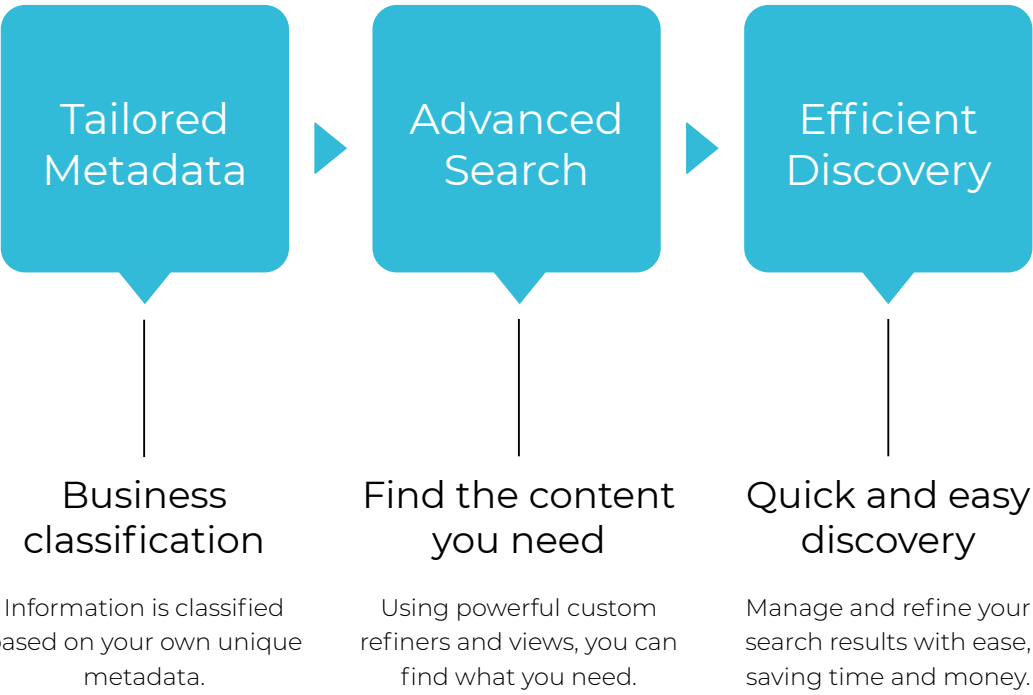 Tailored
Metadata
Advanced
Search
Efficient
Discovery
Business
classification
Find the content
you need
Quick and easy
discovery
Information is classified
based on your own unique
metadata.
Using powerful custom
refiners and views, you can
find what you need.
Manage and refine your
search results with ease,
saving time and money.